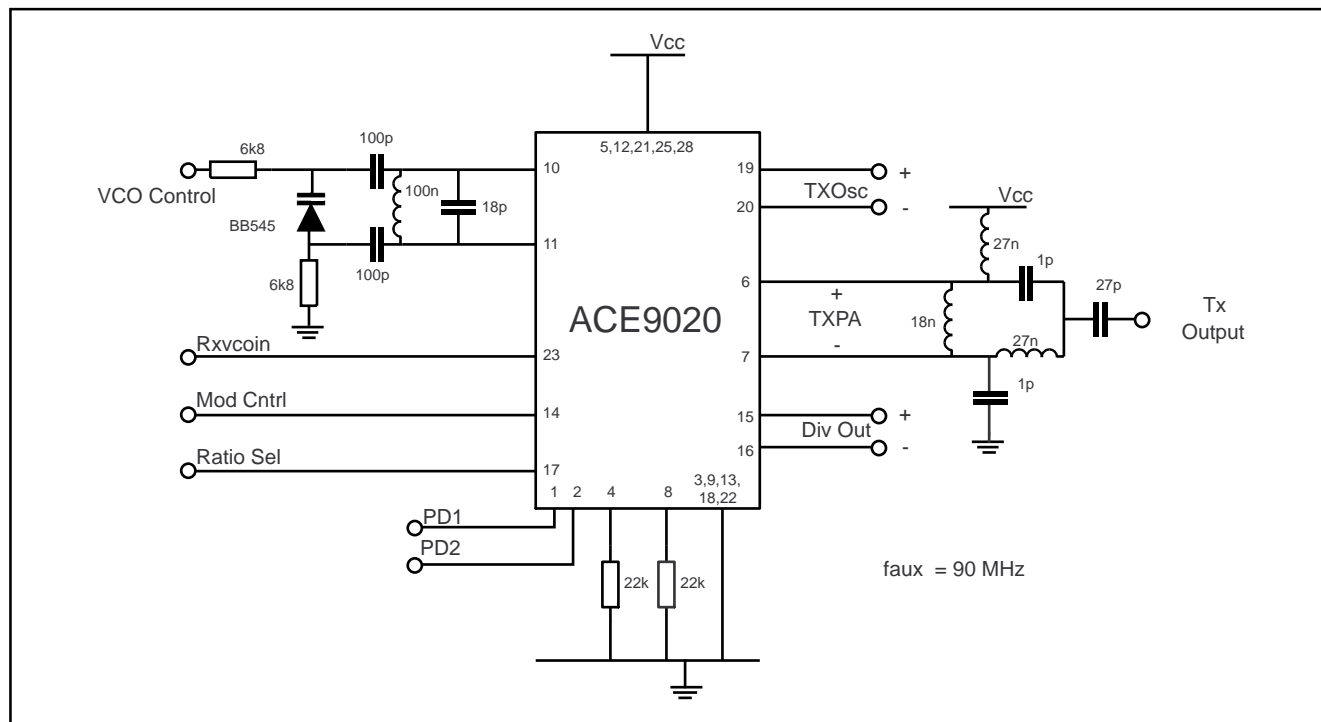 Vcc
5,12,21,25,28
100p
6k8
VCO Control
100n
18p
BB545
100p
6k8
10
11
19
+
TXOsc
20
-
Vcc
27n
1p
27p
6
+
TXPA
-
18n
7
27n
1p
Tx
Output
ACE9020
Rxvcoin
23
Mod Cntrl
14
Ratio Sel
17
15
+
Div Out
16
-
1
2
4
8
3,9,13,
18,22
PD1
PD2
22k
22k
faux = 90 MHz